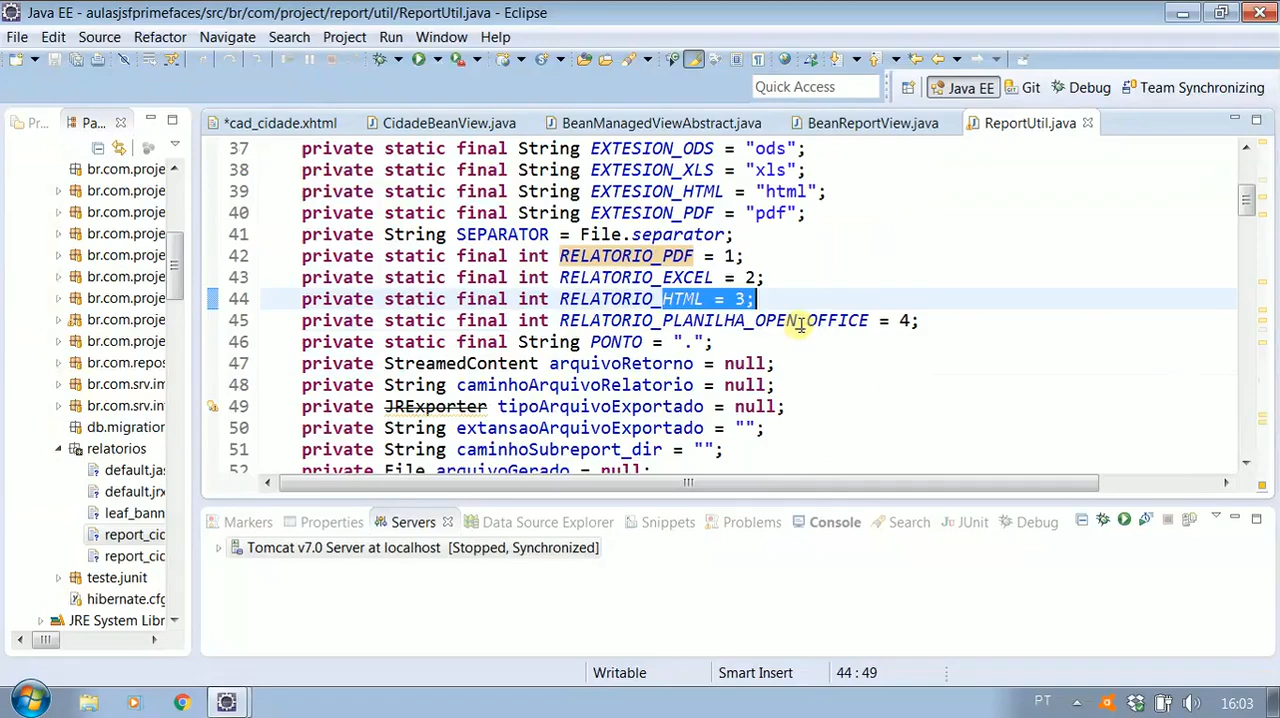 Java EE - aulasjsfprimefaces/src/br/com/project/report/util/ReportUtil.java - Eclipse
File Edit Source Refactor Navigate Search Project Run Window Help
Quick Access
Java EE Git Debug Team Synchronizing
Pr... Pa...
*cad_cidade.xhtml CidadeBeanView.java BeanManagedViewAbstract.java BeanReportView.java ReportUtil.java
br.com.proje
br.com.proje
br.com.proje
br.com.proje
br.com.proje
br.com.proje
br.com.proje
br.com.proje
br.com.proje
br.com.repos
br.com.srv.in
br.com.srv.in
db.migration
relatorios
default.jas
default.jrx
leaf_bann
report_cid
report_cid
teste.junit
hibernate.cfg
JRE System Libr
37 private static final String EXTESION_ODS = "ods";
38 private static final String EXTESION_XLS = "xls";
39 private static final String EXTESION_HTML = "html";
40 private static final String EXTESION_PDF = "pdf";
41 private String SEPARATOR = File.separator;
42 private static final int RELATORIO_PDF = 1;
43 private static final int RELATORIO_EXCEL = 2;
44 private static final int RELATORIO_HTML = 3;
45 private static final int RELATORIO_PLANILHA_OPEN_OFFICE = 4;
46 private static final String PONTO = ".";
47 private StreamedContent arquivoRetorno = null;
48 private String caminhoArquivoRelatorio = null;
49 private JRExporter tipoArquivoExportado = null;
50 private String extansaoArquivoExportado = "";
51 private String caminhoSubreport_dir = "";
52 private File arquivoGerado = null;
Markers Properties Servers Data Source Explorer Snippets Problems Console Search JUnit Debug
Tomcat v7.0 Server at localhost [Stopped, Synchronized]
Writable Smart Insert 44 : 49
PT 16:03